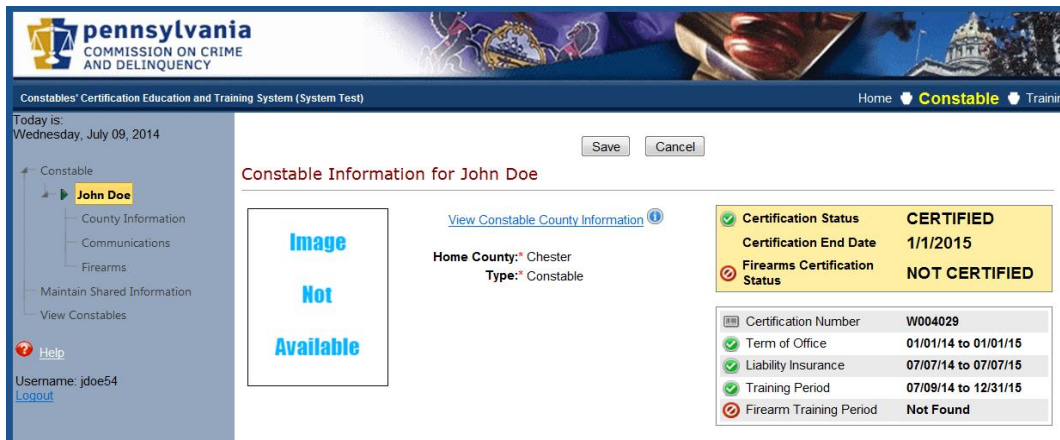 pennsylvania
COMMISSION ON CRIME
AND DELINQUENCY
Constables' Certification Education and Training System (System Test)
Home Constable Trainin
Today is:
Wednesday, July 09, 2014
Constable
John Doe
County Information
Communications
Firearms
Maintain Shared Information
View Constables
Help
Username: jdoe54
Logout
Save Cancel
Constable Information for John Doe
Image
Not
Available
View Constable County Information
Home County:* Chester
Type:* Constable
Certification Status CERTIFIED
Certification End Date 1/1/2015
Firearms Certification
Status NOT CERTIFIED
Certification Number W004029
Term of Office 01/01/14 to 01/01/15
Liability Insurance 07/07/14 to 07/07/15
Training Period 07/09/14 to 12/31/15
Firearm Training Period Not Found